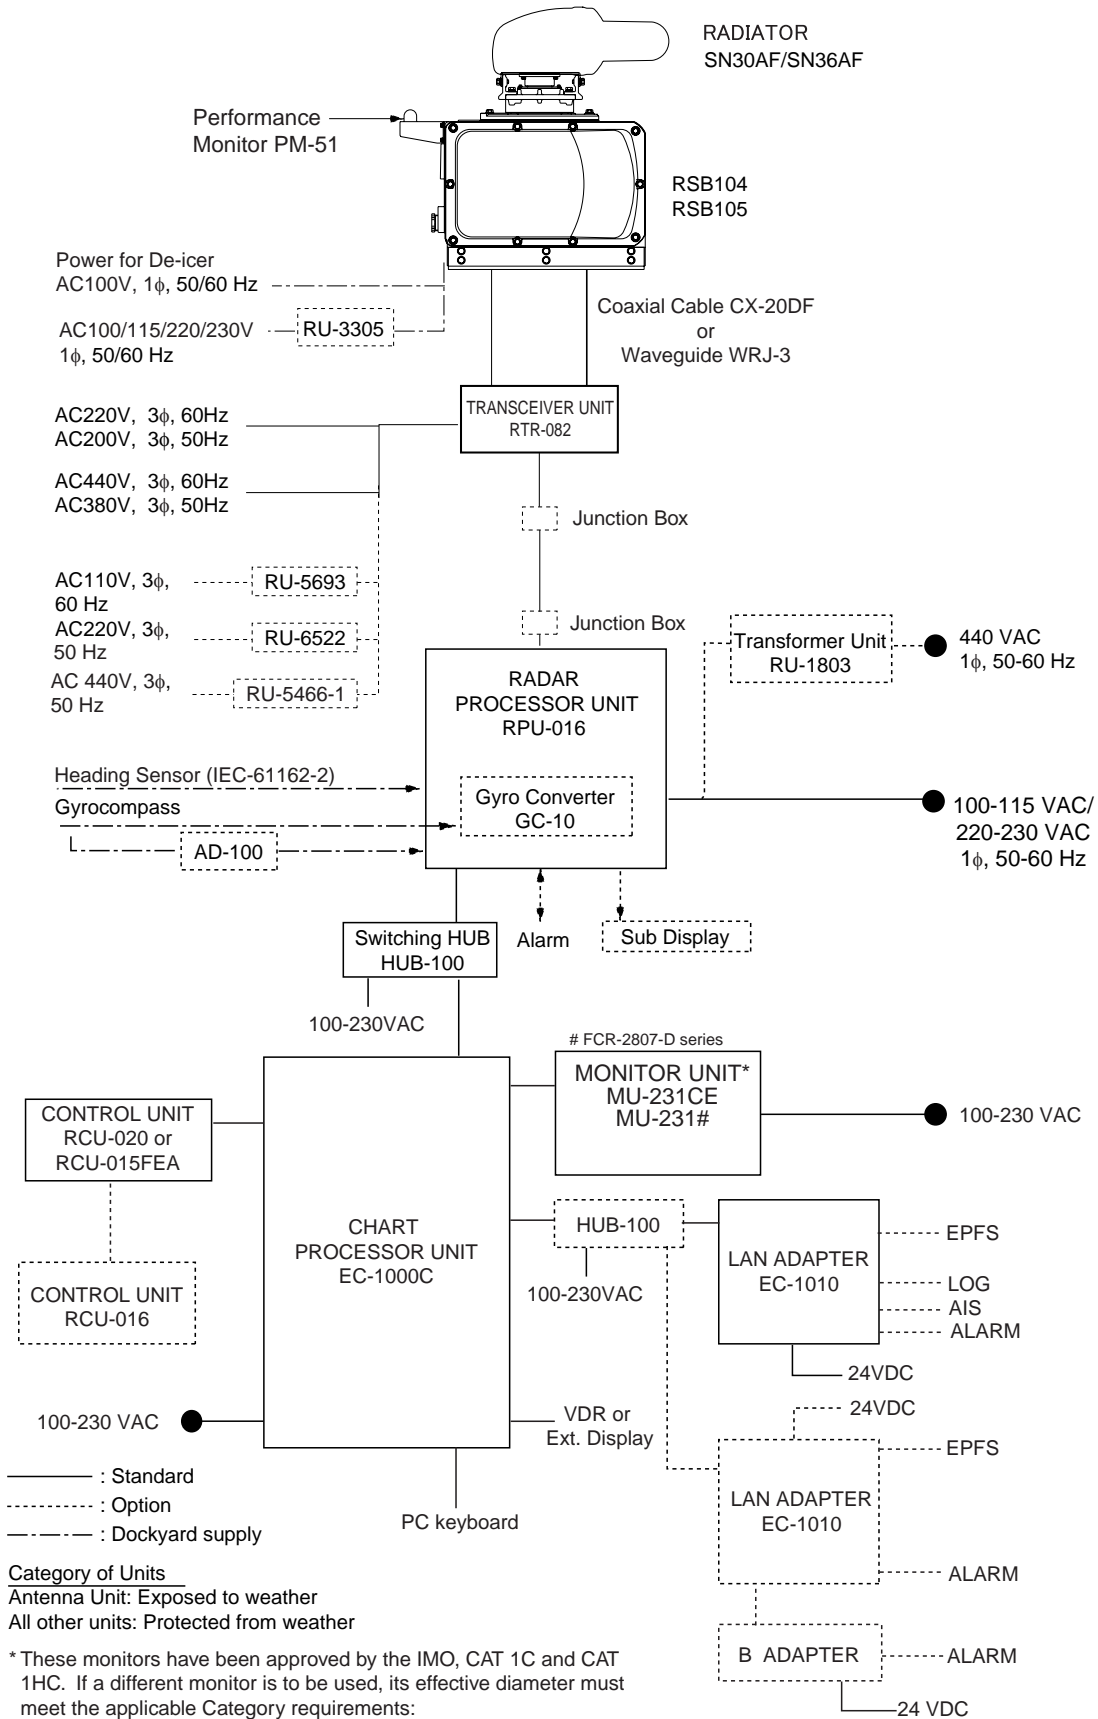 RADIATOR
SN30AF/SN36AF
Performance
Monitor PM-51
RSB104
RSB105
Power for De-icer
AC100V, 1ϕ, 50/60 Hz
AC100/115/220/230V
1ϕ, 50/60 Hz
RU-3305
Coaxial Cable CX-20DF
or
Waveguide WRJ-3
TRANSCEIVER UNIT
RTR-082
AC220V, 3ϕ, 60Hz
AC200V, 3ϕ, 50Hz
AC440V, 3ϕ, 60Hz
AC380V, 3ϕ, 50Hz
Junction Box
AC110V, 3ϕ,
60 Hz
RU-5693
AC220V, 3ϕ,
50 Hz
RU-6522
AC 440V, 3ϕ,
50 Hz
RU-5466-1
Junction Box
Transformer Unit
RU-1803
440 VAC
1ϕ, 50-60 Hz
RADAR
PROCESSOR UNIT
RPU-016
Heading Sensor (IEC-61162-2)
Gyrocompass
Gyro Converter
GC-10
AD-100
100-115 VAC/
220-230 VAC
1ϕ, 50-60 Hz
Switching HUB
HUB-100
Alarm
Sub Display
100-230VAC
# FCR-2807-D series
MONITOR UNIT*
MU-231CE
MU-231#
100-230 VAC
CONTROL UNIT
RCU-020 or
RCU-015FEA
CHART
PROCESSOR UNIT
EC-1000C
HUB-100
100-230VAC
LAN ADAPTER
EC-1010
EPFS
LOG
AIS
ALARM
24VDC
CONTROL UNIT
RCU-016
100-230 VAC
VDR or
Ext. Display
24VDC
EPFS
LAN ADAPTER
EC-1010
ALARM
PC keyboard
: Standard
: Option
: Dockyard supply
Category of Units
Antenna Unit: Exposed to weather
All other units: Protected from weather
B ADAPTER
ALARM
24 VDC
* These monitors have been approved by the IMO, CAT 1C and CAT
1HC. If a different monitor is to be used, its effective diameter must
meet the applicable Category requirements: